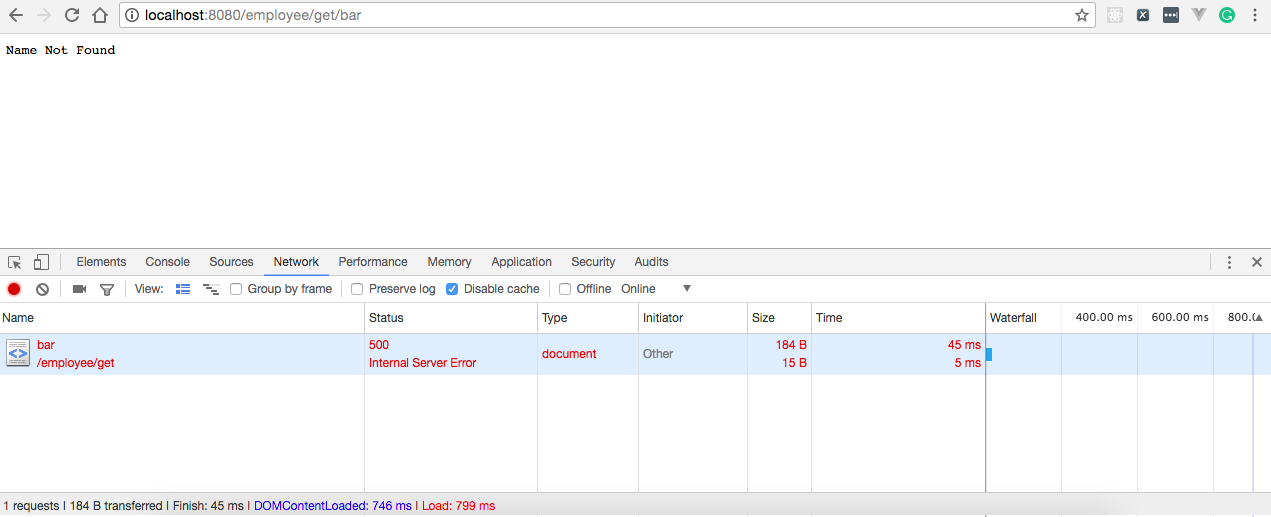 localhost:8080/employee/get/bar
Name Not Found
Elements Console Sources Network Performance Memory Application Security Audits
View: Group by frame Preserve log Disable cache Offline Online
Name Status Type Initiator Size Time Waterfall 400.00 ms 600.00 ms 800.
bar 500 184 B 45 ms
document Other
/employee/get Internal Server Error 15 B 5 ms
1 requests | 184 B transferred | Finish: 45 ms | DOMContentLoaded: 746 ms | Load: 799 ms